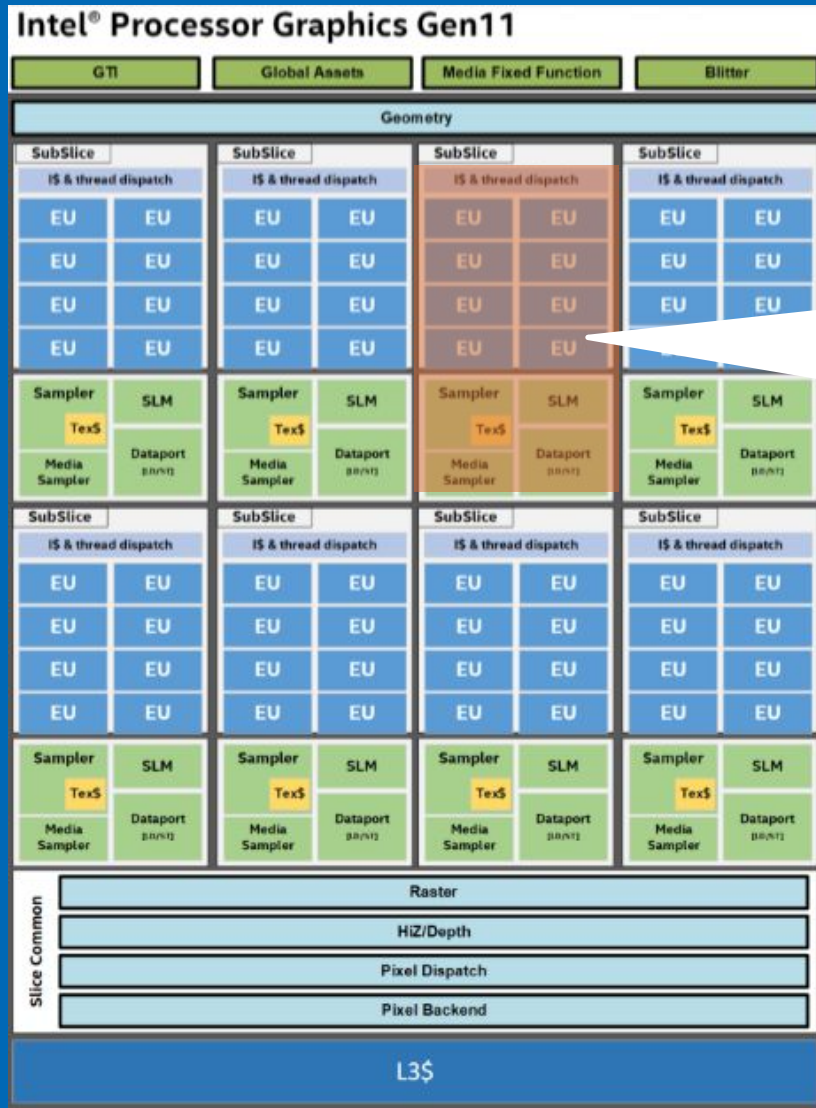 Intel® Processor Graphics Gen11
GTI Global Assets Media Fixed Function Blitter
Geometry
SubSlice SubSlice SubSlice SubSlice
I$ & thread dispatch I$ & thread dispatch I$ & thread dispatch I$ & thread dispatch
EU EU EU EU EU EU EU EU
EU EU EU EU EU EU EU EU
EU EU EU EU EU EU EU EU
EU EU EU EU EU EU EU
Sampler SLM Sampler SLM Sampler SLM Sampler SLM
Tex$ Tex$ Tex$ Tex$
Media Sampler Dataport Media Sampler Dataport Media Sampler Dataport Media Sampler Dataport
SubSlice SubSlice SubSlice SubSlice
I$ & thread dispatch I$ & thread dispatch I$ & thread dispatch I$ & thread dispatch
EU EU EU EU EU EU EU EU
EU EU EU EU EU EU EU EU
EU EU EU EU EU EU EU EU
EU EU EU EU EU EU EU EU
Sampler SLM Sampler SLM Sampler SLM Sampler SLM
Tex$ Tex$ Tex$ Tex$
Media Sampler Dataport Media Sampler Dataport Media Sampler Dataport Media Sampler Dataport
Slice Common
Raster
HiZ/Depth
Pixel Dispatch
Pixel Backend
L3$